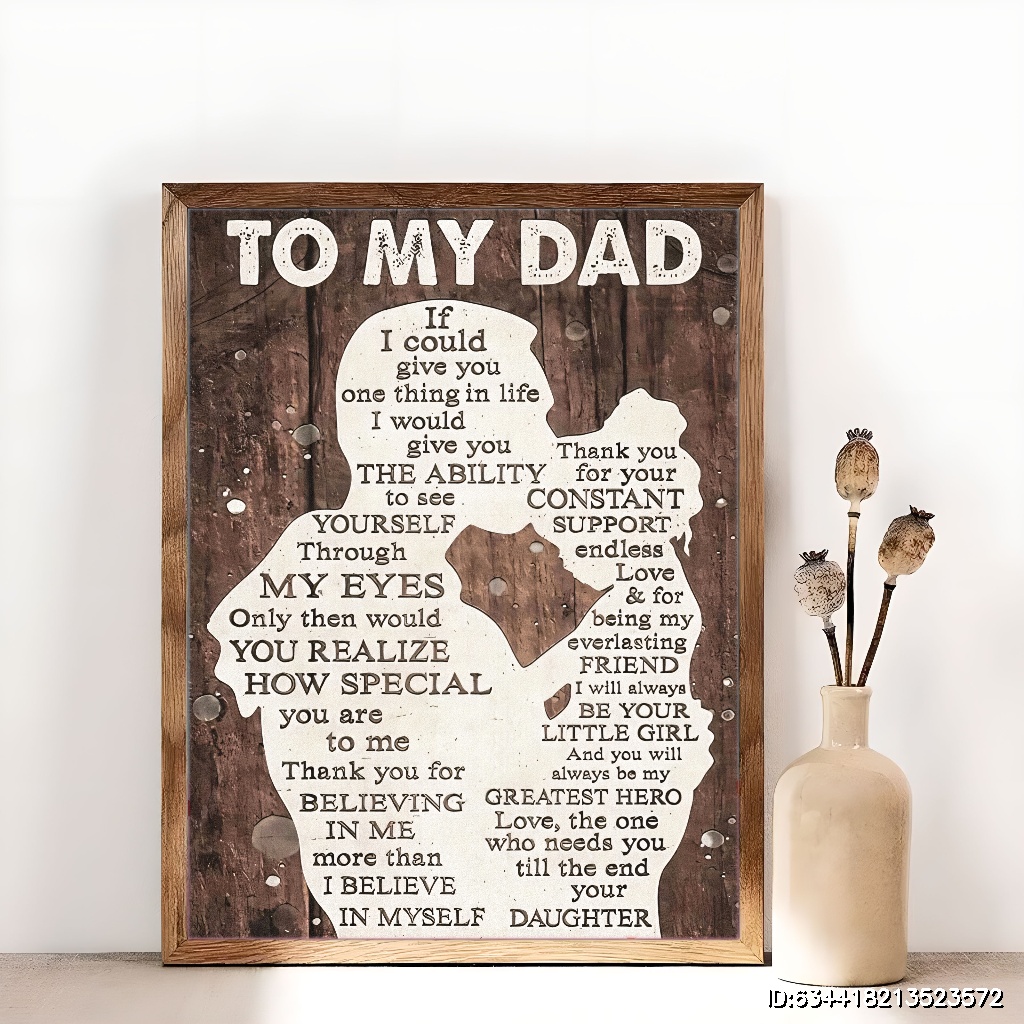 TO MY DAD
If
I could
give you
one thing in life
I would
give you
THE ABILITY
to see
YOURSELF
Through
MY EYES
Only then would
YOU REALIZE
HOW SPECIAL
you are
to me
Thank you for
BELIEVING
IN ME
more than
I BELIEVE
IN MYSELF
Thank you
for your
CONSTANT
SUPPORT
endless
Love
& for
being my
everlasting
FRIEND
I will always
BE YOUR
LITTLE GIRL
And you will
always be my
GREATEST HERO
Love, the one
who needs you
till the end
your
DAUGHTER
ID:634418213523572